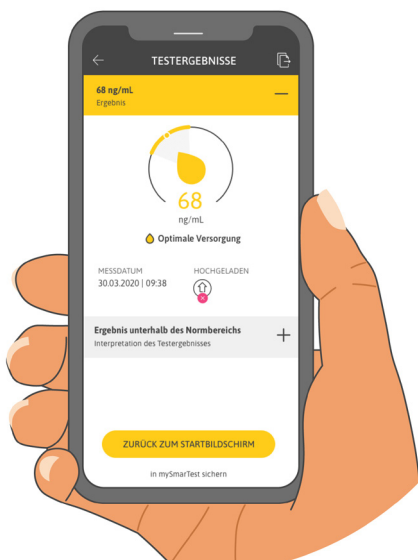 TESTERGEBNISSE
68 ng/mL
Ergebnis
68
ng/mL
Optimale Versorgung
MESSDATUM
30.03.2020 | 09:38
HOCHGELADEN
Ergebnis unterhalb des Normbereichs
Interpretation des Testergebnisses
ZURÜCK ZUM STARTBILDSCHIRM
in mySmarTest sichern